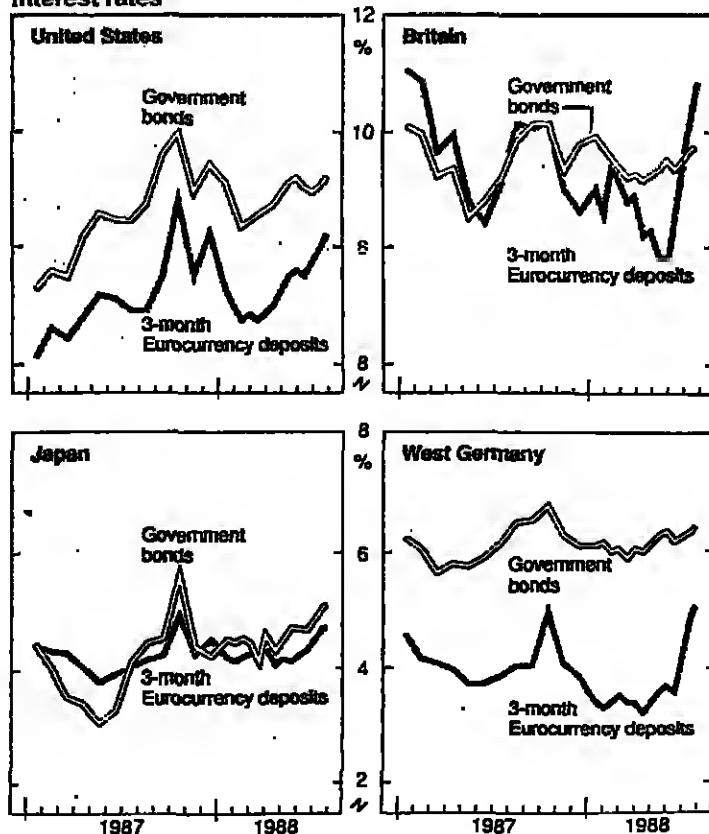 Interest rates
United States
12
%
Britain
Government
bonds
Government
bonds
10
8
3-month
Eurocurrency deposits
3-month
Eurocurrency deposits
8
Japan
8
%
West Germany
Government
bonds
6
Government
bonds
4
3-month
Eurocurrency deposits
3-month
Eurocurrency deposits
2
1987
1988
1987
1988